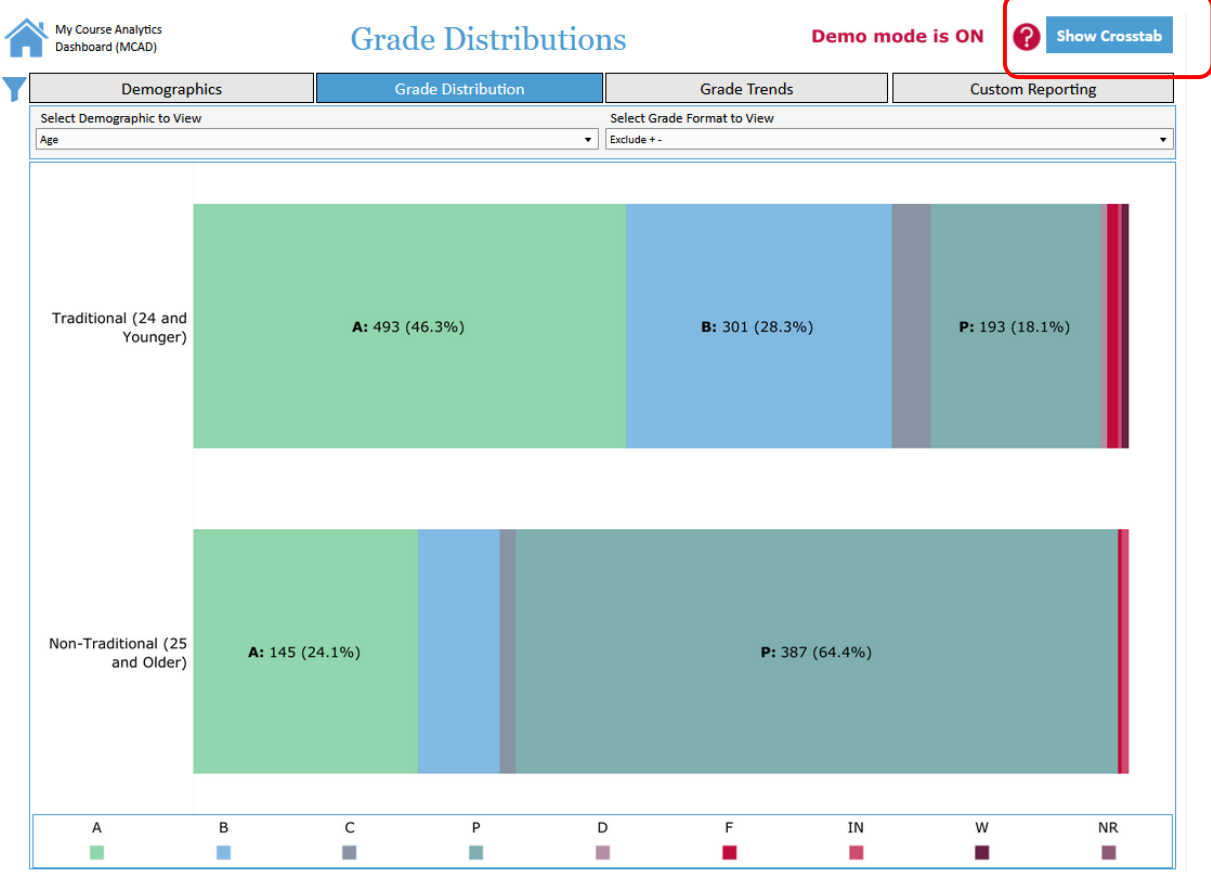 My Course Analytics
Dashboard (MCAD)
Grade Distributions
Demo mode is ON
?
Show Crosstab
Demographics
Grade Distribution
Grade Trends
Custom Reporting
Select Demographic to View
Select Grade Format to View
Age
Exclude + -
Traditional (24 and
Younger)
A: 493 (46.3%)
B: 301 (28.3%)
P: 193 (18.1%)
Non-Traditional (25
and Older)
A: 145 (24.1%)
P: 387 (64.4%)
A
B
C
P
D
F
IN
W
NR